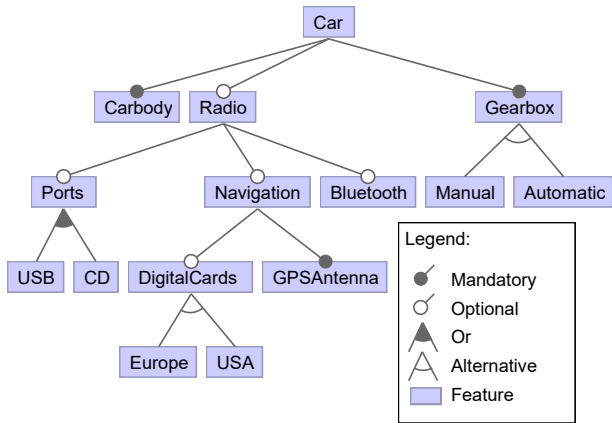 Car
Carbody Radio Gearbox
Ports Navigation Bluetooth Manual Automatic
Legend:
USB CD DigitalCards GPSAntenna
Mandatory
Optional
Or
Europe USA
Alternative
Feature